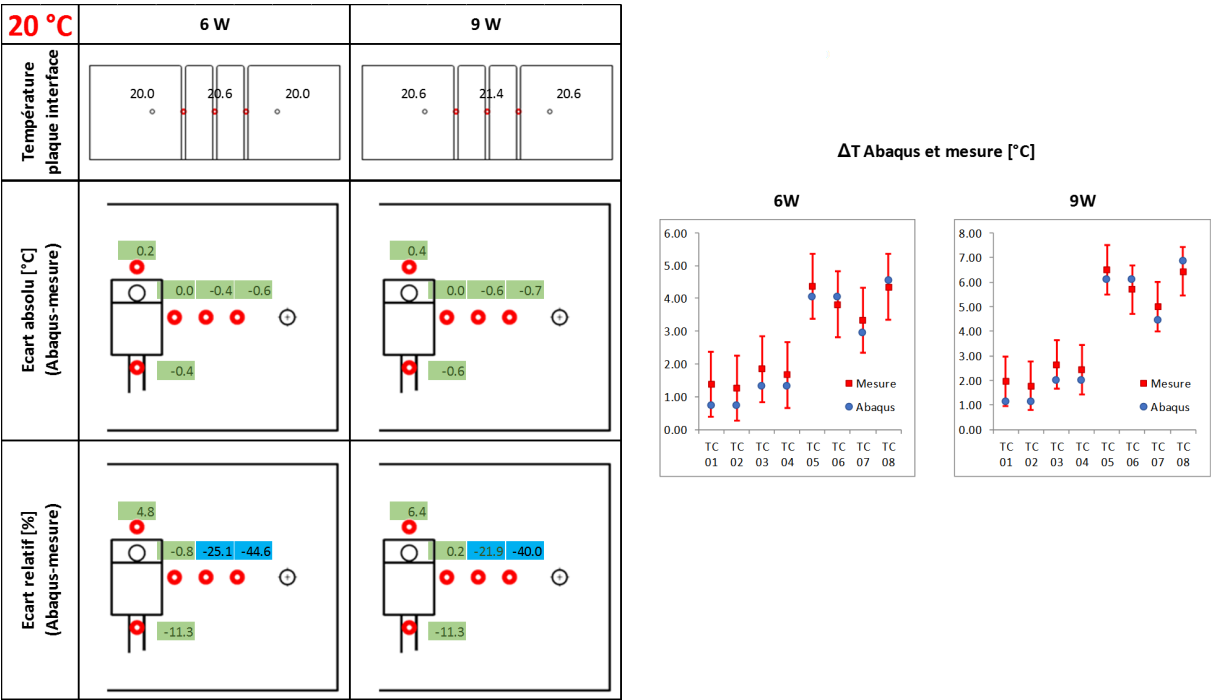 20 °C
6 W
9 W
Température
plaque interface
20.0
20.6
20.0
20.6
21.4
20.6
Ecart absolu [°C]
(Abaqus-mesure)
0.2
0.0 -0.4 -0.6
-0.4
0.4
0.0 -0.6 -0.7
-0.6
Ecart relatif [%]
(Abaqus-mesure)
4.8
-0.8 -25.1 -44.6
-11.3
6.4
0.2 -21.9 -40.0
-11.3
ΔT Abaqus et mesure [°C]
6W
6.00
5.00
4.00
3.00
2.00
1.00
0.00
Mesure
Abaqus
TC TC TC TC TC TC TC TC
01 02 03 04 05 06 07 08
9W
8.00
7.00
6.00
5.00
4.00
3.00
2.00
1.00
0.00
Mesure
Abaqus
TC TC TC TC TC TC TC TC
01 02 03 04 05 06 07 08